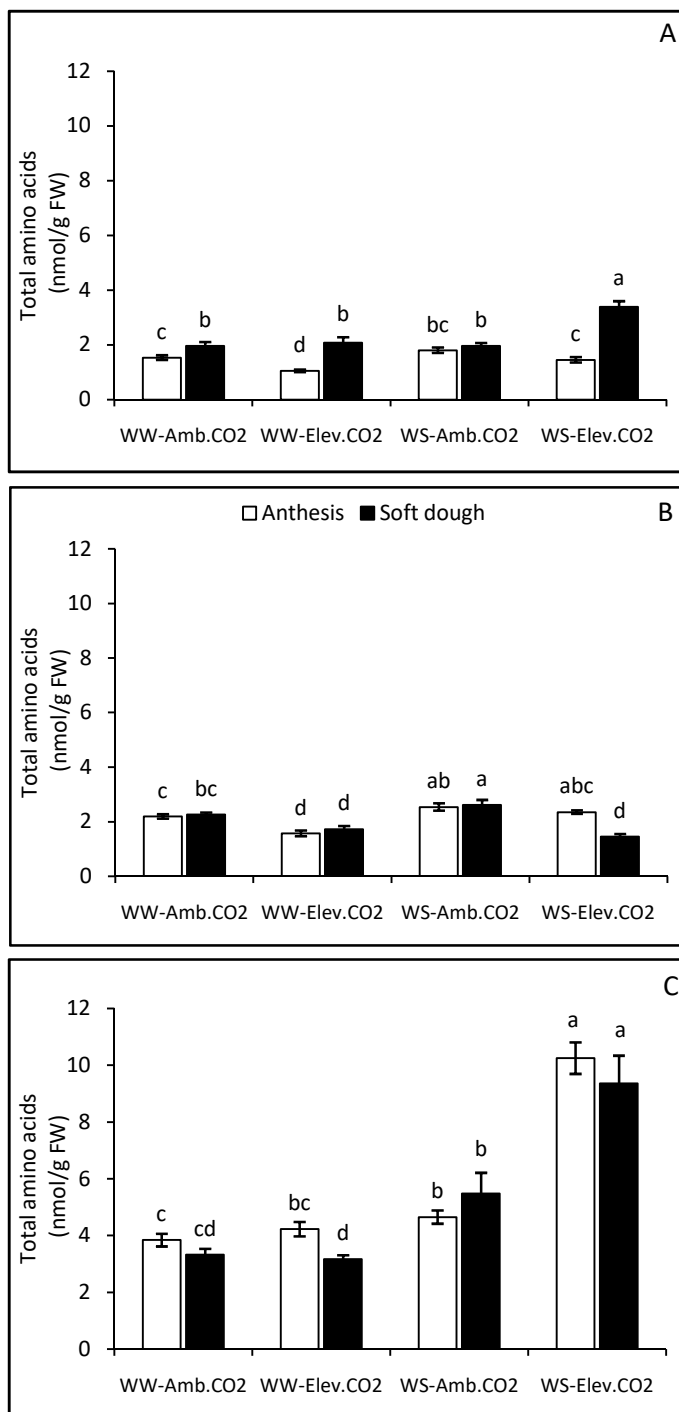 A
Total amino acids
(nmol/g FW)
12
10
8
6
4
2
0
c b d b bc b c a
WW-Amb.CO2 WW-Elev.CO2 WS-Amb.CO2 WS-Elev.CO2
Anthesis Soft dough B
Total amino acids
(nmol/g FW)
12
10
8
6
4
2
0
c bc d d ab a abc d
WW-Amb.CO2 WW-Elev.CO2 WS-Amb.CO2 WS-Elev.CO2
C
Total amino acids
(nmol/g FW)
12
10
8
6
4
2
0
c cd bc d b b a a
WW-Amb.CO2 WW-Elev.CO2 WS-Amb.CO2 WS-Elev.CO2